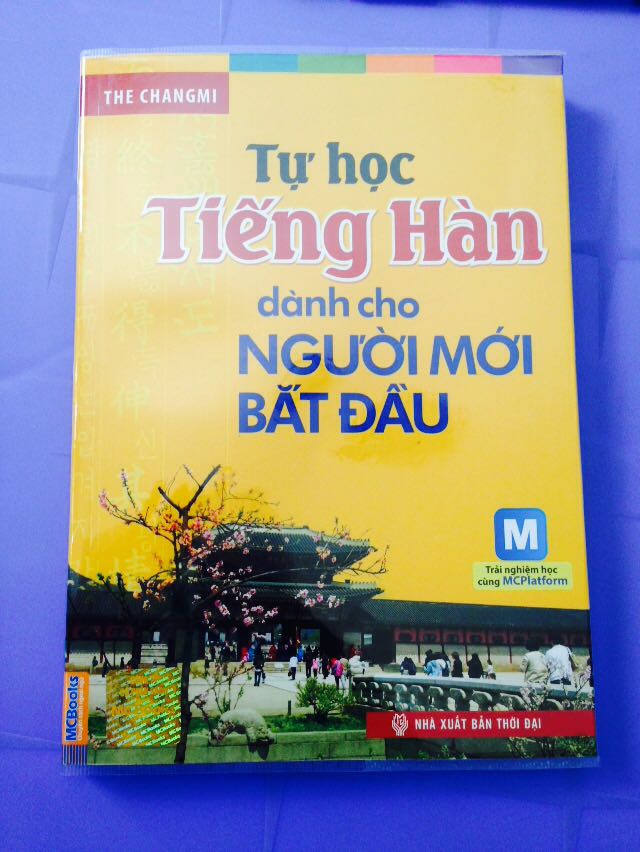 THE CHANGMI
Tự học
Tiếng Hàn
dành cho
NGƯỜI MỚI
BẮT ĐẦU
M
Trải nghiệm học
cùng MCPlatform
MCBooks
NHÀ XUẤT BẢN THỜI ĐẠI